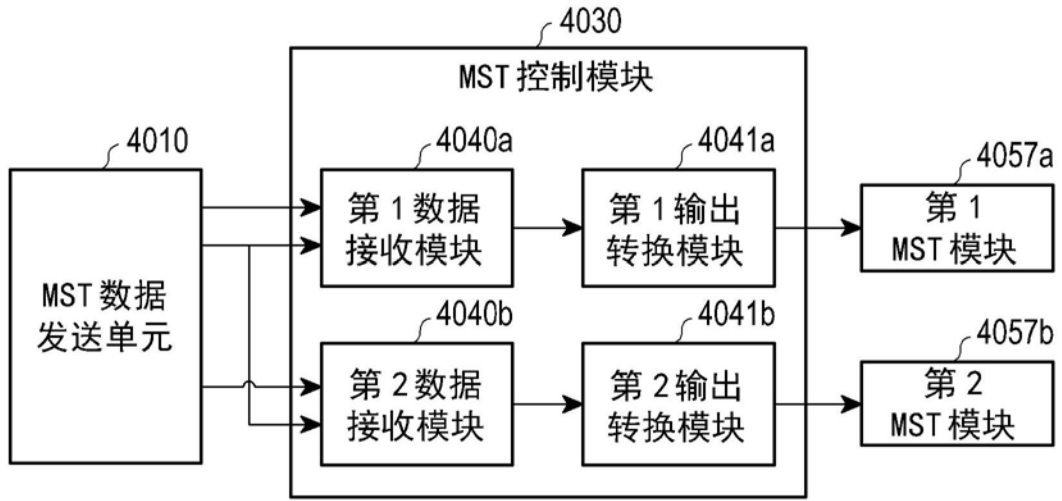 4030
MST 控制模块
4010
MST 数据
发送单元
4040a
第 1 数据
接收模块
4041a
第 1 输出
转换模块
4057a
第 1
MST 模块
4040b
第 2 数据
接收模块
4041b
第 2 输出
转换模块
4057b
第 2
MST 模块